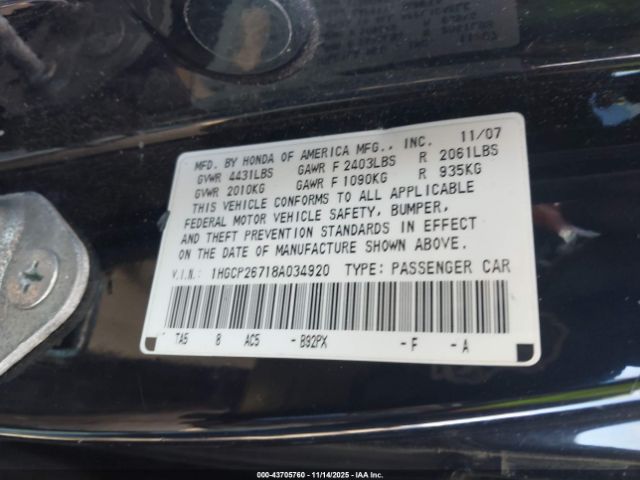 MFD. BY HONDA OF AMERICA MFG., INC. 11/07
GVWR 4431LBS GAWR F 2403LBS R 2061LBS
GVWR 2010KG GAWR F 1090KG R 935KG
THIS VEHICLE CONFORMS TO ALL APPLICABLE
FEDERAL MOTOR VEHICLE SAFETY, BUMPER,
AND THEFT PREVENTION STANDARDS IN EFFECT
ON THE DATE OF MANUFACTURE SHOWN ABOVE.
V.I.N.: 1HGCP26718A034920 TYPE: PASSENGER CAR
TA5 8 AC5 - B92PX - F - A
000-43705760 - 11/14/2025 - IAAI.COM